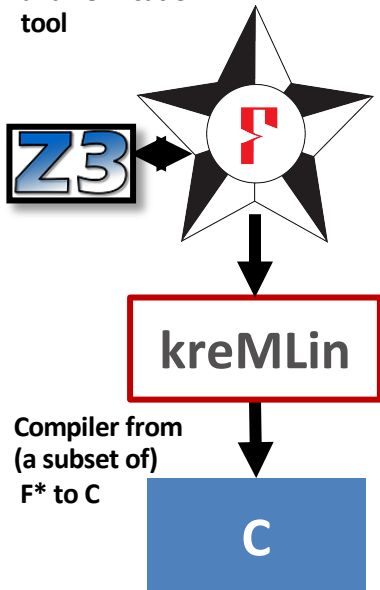 tool
F
Z3
kreMLin
Compiler from
(a subset of)
F* to C
C